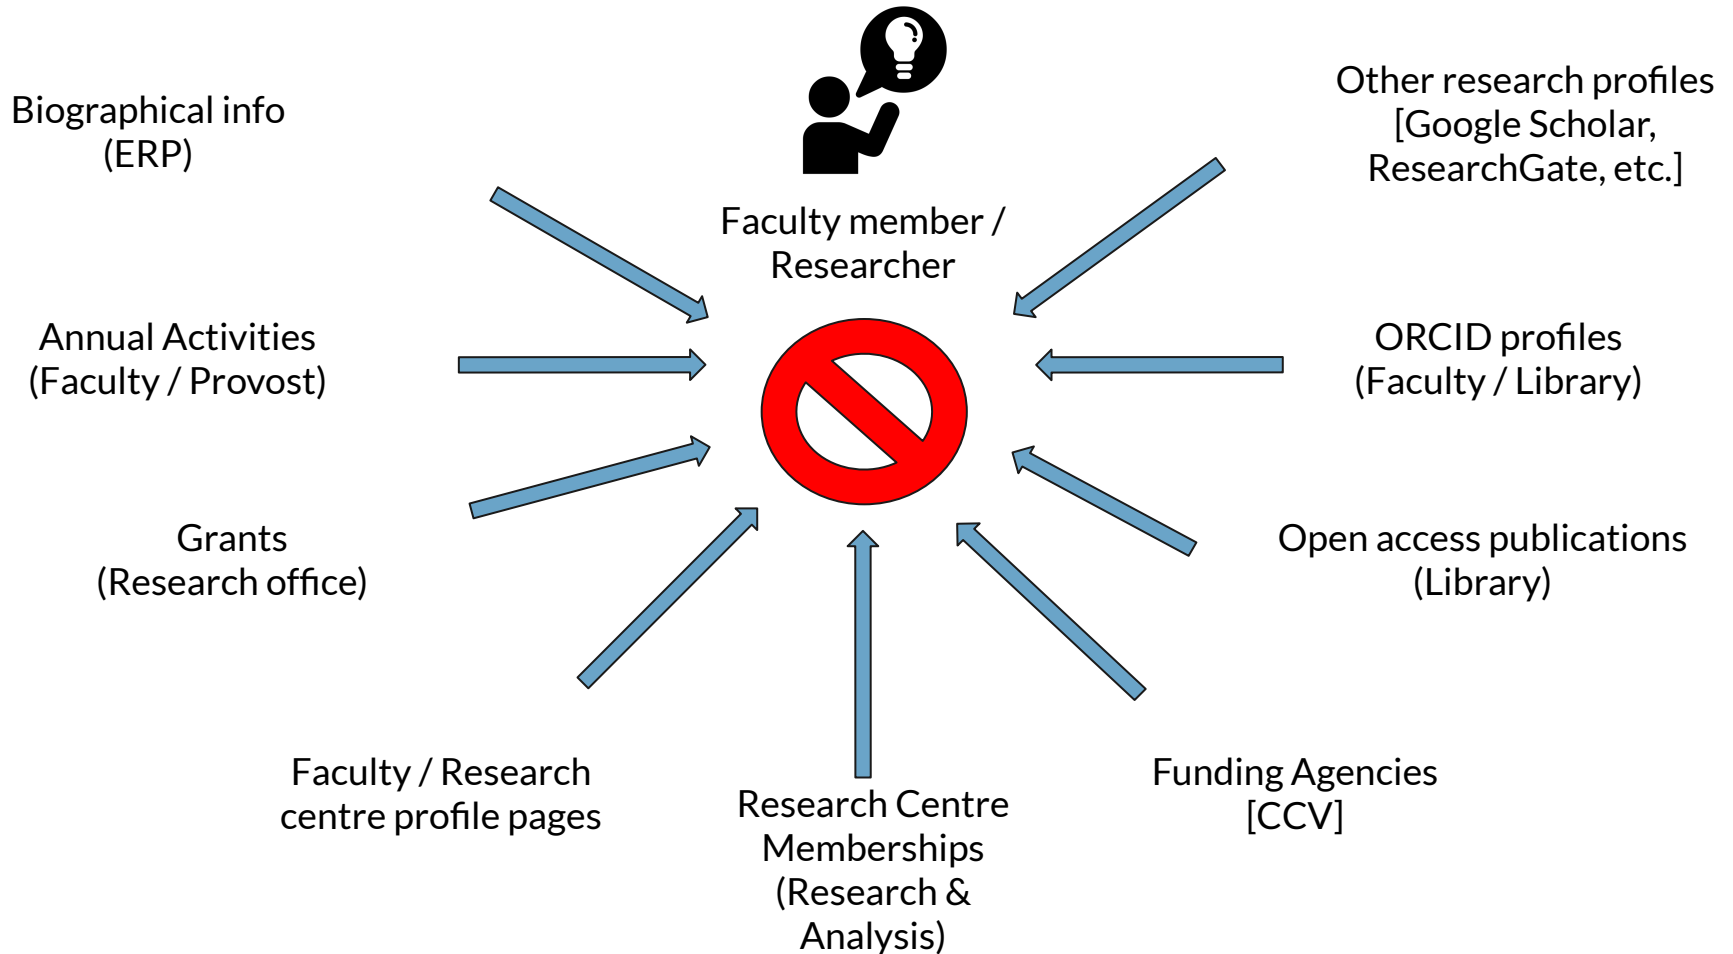 Biographical info
(ERP)
Faculty member /
Researcher
Other research profiles
[Google Scholar,
ResearchGate, etc.]
Annual Activities
(Faculty / Provost)
ORCID profiles
(Faculty / Library)
Grants
(Research office)
Open access publications
(Library)
Faculty / Research
centre profile pages
Research Centre
Memberships
(Research &
Analysis)
Funding Agencies
[CCV]